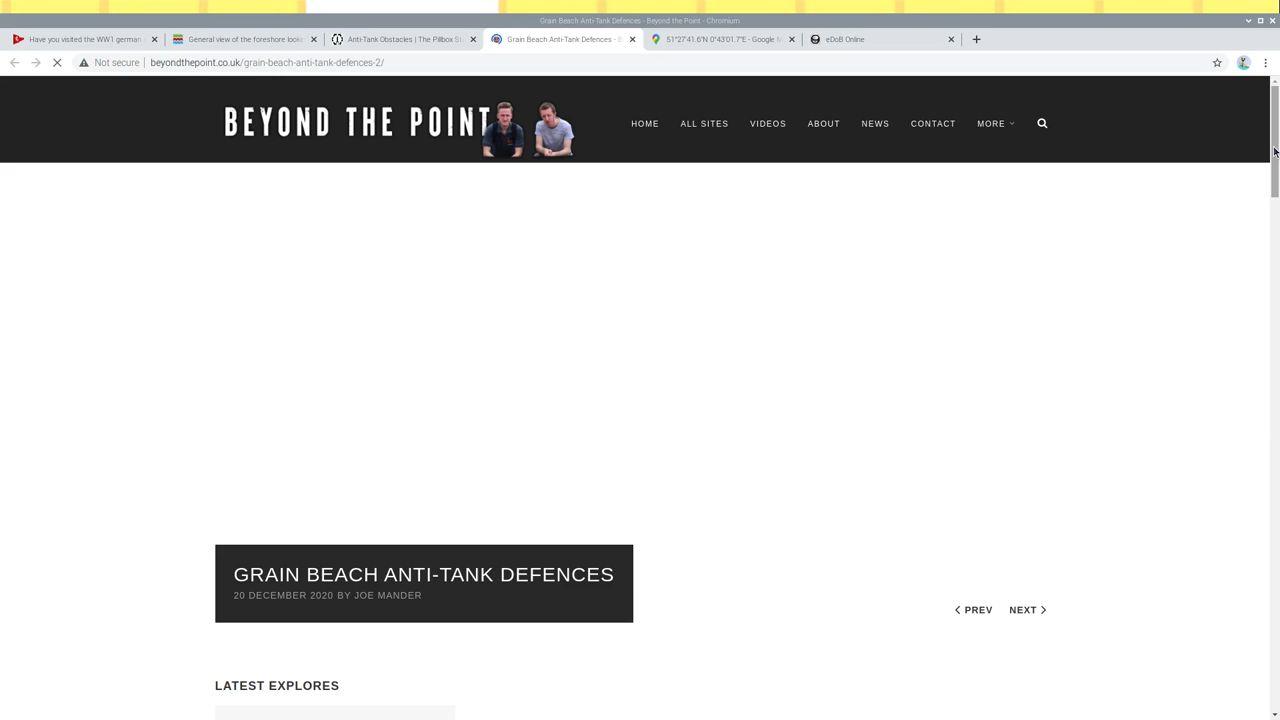 Grain Beach Anti-Tank Defences - Beyond the Point - Chromium
Have you visited the WW1 german
General view of the foreshore looki
Anti-Tank Obstacles | The Pillbox St
Grain Beach Anti-Tank Defences - B
51°27'41.6"N 0°43'01.7"E - Google M
eDoB Online
Not secure | beyondthepoint.co.uk/grain-beach-anti-tank-defences-2/
BEYOND THE POINT
HOME ALL SITES VIDEOS ABOUT NEWS CONTACT MORE
GRAIN BEACH ANTI-TANK DEFENCES
20 DECEMBER 2020 BY JOE MANDER
PREV NEXT
LATEST EXPLORES